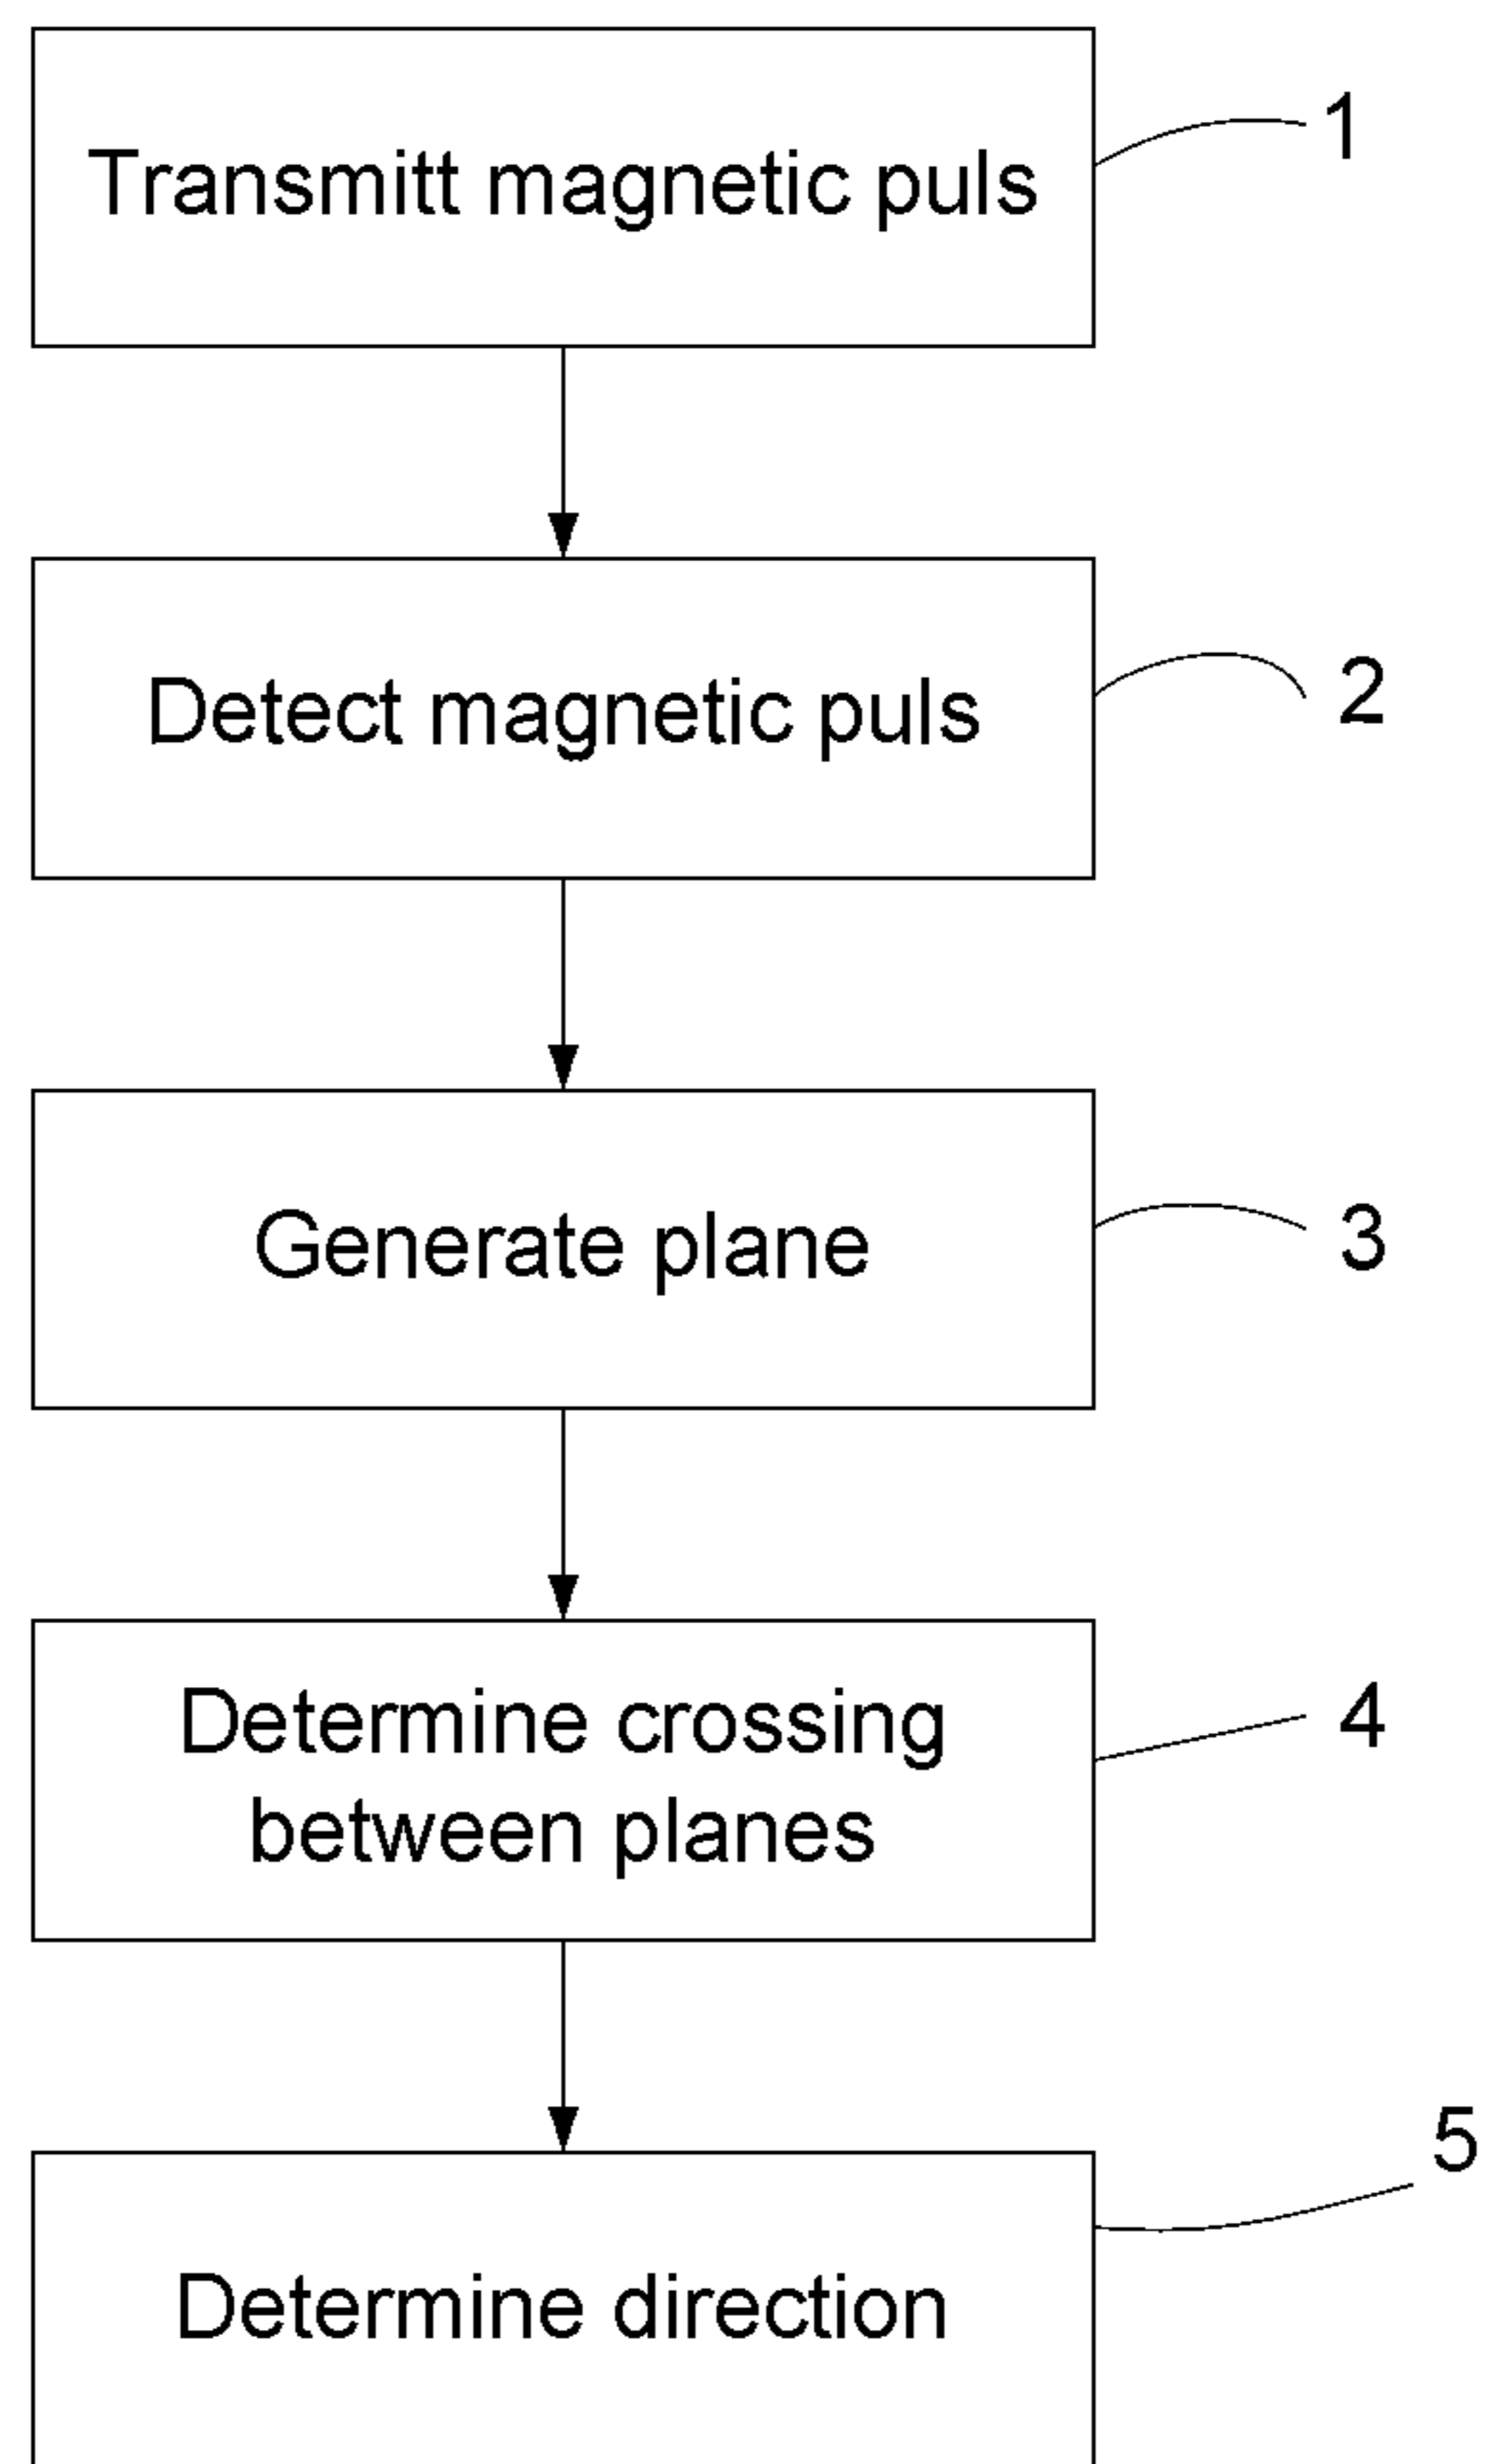 Transmitt magnetic puls
1
Detect magnetic puls
2
Generate plane
3
Determine crossing
between planes
4
5
Determine direction